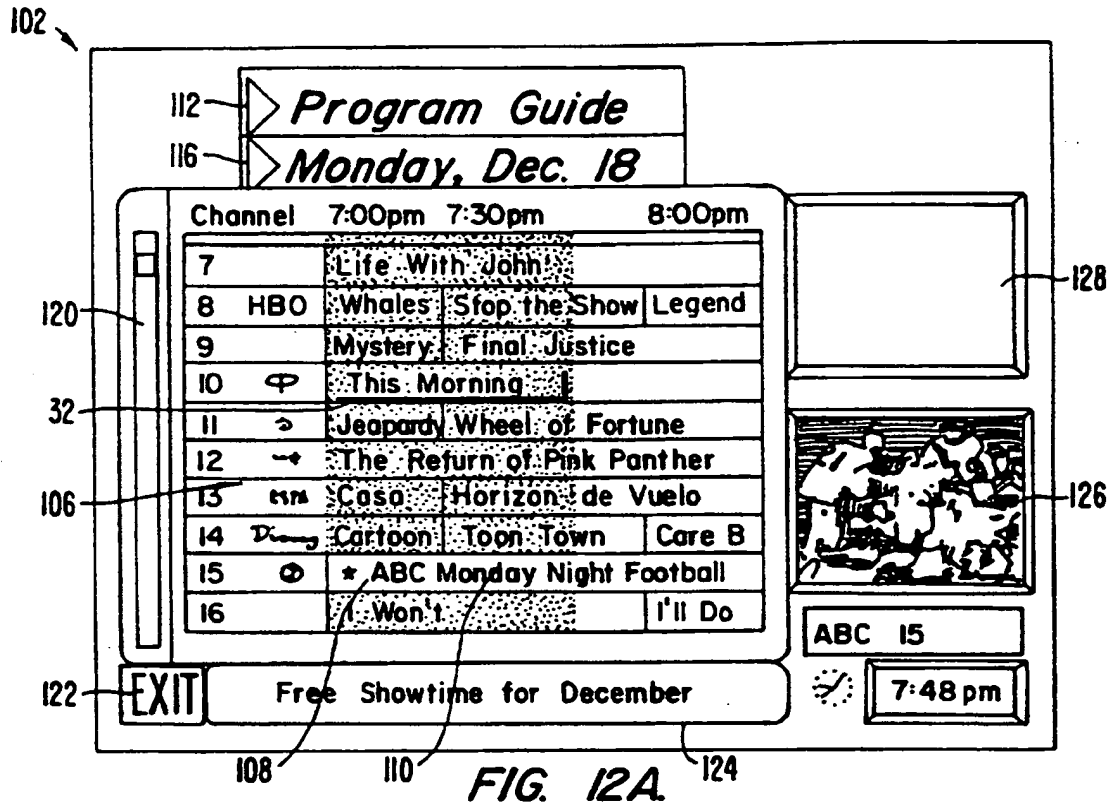 102
112 Program Guide
116 Monday, Dec. 18
Channel 7:00pm 7:30pm 8:00pm
7 Life With John
8 HBO Whales Stop the Show Legend
9 Mystery Final Justice
10 This Morning
11 Jeapardy Wheel of Fortune
12 The Return of Pink Panther
13 Casa Horizon de Vuelo
14 Disney Cartoon Toon Town Care B
15 * ABC Monday Night Football
16 I Won't I'll Do
120
32
106
128
126
ABC 15
122 EXIT Free Showtime for December 7:48 pm
108 110 124
FIG. 12A.